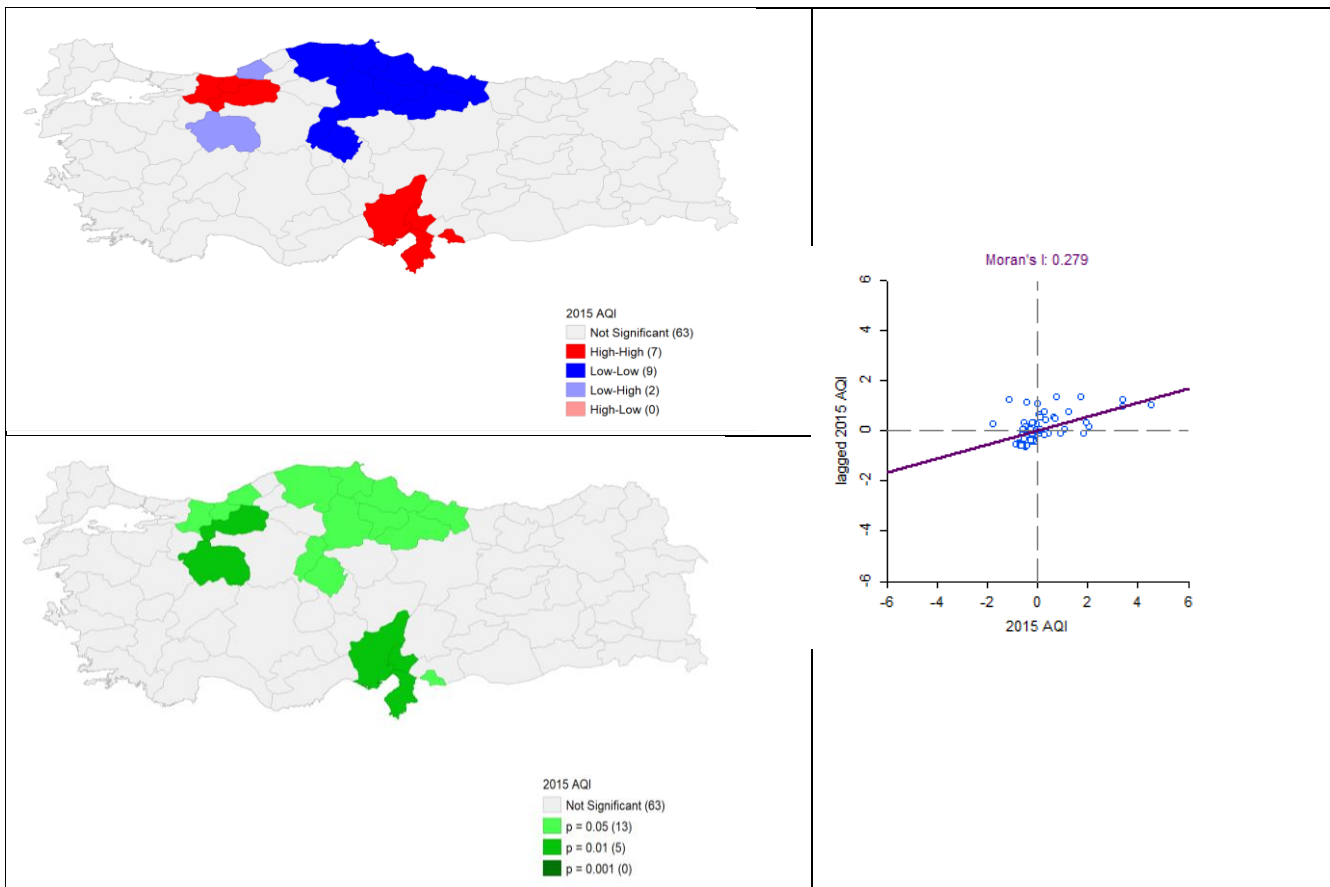 2015 AQI
Not Significant (63)
High-High (7)
Low-Low (9)
Low-High (2)
High-Low (0)
2015 AQI
Not Significant (63)
p = 0.05 (13)
p = 0.01 (5)
p = 0.001 (0)
Moran's I: 0.279
6
4
2
0
-2
-4
-6
-6 -4 -2 0 2 4 6
lagged 2015 AQI
2015 AQI